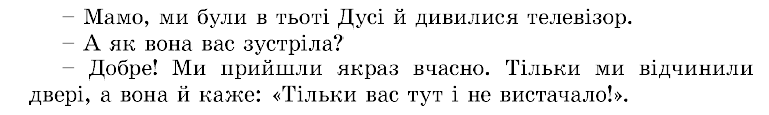 – Мамо, ми були в тьоті Дусі й дивилися телевізор.
– А як вона вас зустріла?
– Добре! Ми прийшли якраз вчасно. Тільки ми відчинили
двері, а вона й каже: «Тільки вас тут і не вистачало!».